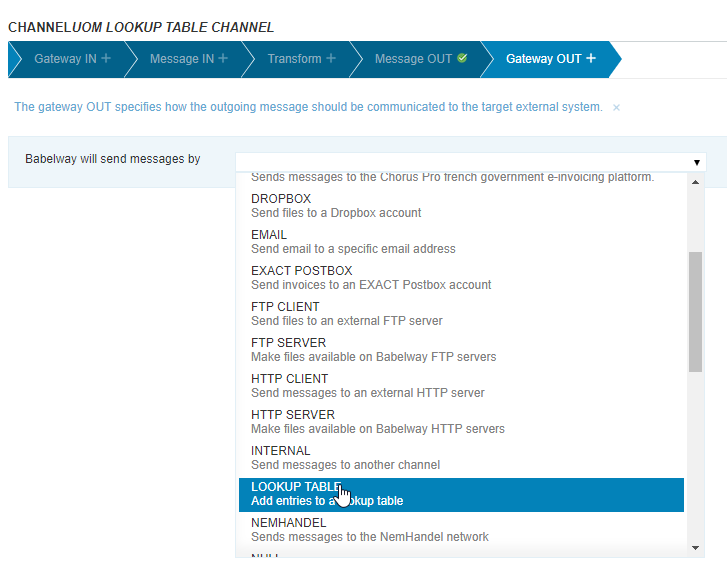 CHANNELUOM LOOKUP TABLE CHANNEL
Gateway IN + Message IN + Transform + Message OUT Gateway OUT +
The gateway OUT specifies how the outgoing message should be communicated to the target external system. ×
Babelway will send messages by
Sends messages to the Chorus Pro french government e-invoicing platform.
DROPBOX
Send files to a Dropbox account
EMAIL
Send email to a specific email address
EXACT POSTBOX
Send invoices to an EXACT Postbox account
FTP CLIENT
Send files to an external FTP server
FTP SERVER
Make files available on Babelway FTP servers
HTTP CLIENT
Send messages to an external HTTP server
HTTP SERVER
Make files available on Babelway HTTP servers
INTERNAL
Send messages to another channel
LOOKUP TABLE
Add entries to a lookup table
NEMHANDEL
Sends messages to the NemHandel network
NULL